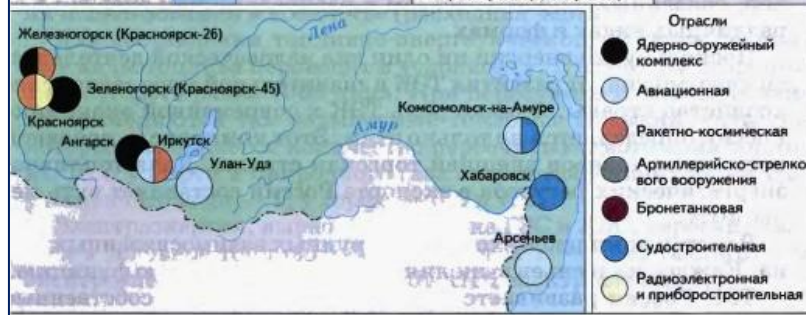 Железногорск (Красноярск-26)
Лена
Зеленогорск (Красноярск-45)
Красноярск
Ангарск
Иркутск
Улан-Удэ
Амур
Комсомольск-на-Амуре
Хабаровск
Арсеньев
Отрасли
Ядерно-оружейный
комплекс
Авиационная
Ракетно-космическая
Артиллерийско-стрелко
вого вооружения
Бронетанковая
Судостроительная
Радиоэлектронная
и приборостроительная